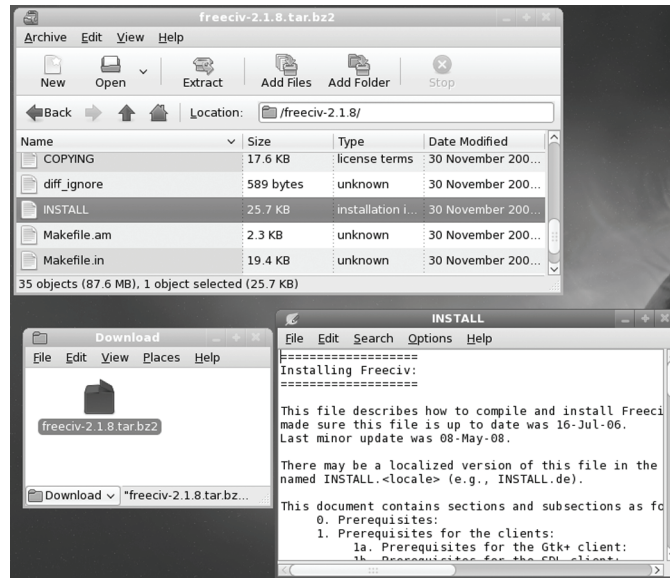 freeciv-2.1.8.tar.bz2
Archive Edit View Help
New Open Extract Add Files Add Folder Stop
Back Location: /freeciv-2.1.8/
Name Size Type Date Modified
COPYING 17.6 KB license terms 30 November 200...
diff_ignore 589 bytes unknown 30 November 200...
INSTALL 25.7 KB installation i... 30 November 200...
Makefile.am 2.3 KB unknown 30 November 200...
Makefile.in 19.4 KB unknown 30 November 200...
35 objects (87.6 MB), 1 object selected (25.7 KB)
Download
File Edit View Places Help
freeciv-2.1.8.tar.bz2
Download "freeciv-2.1.8.tar.bz...
INSTALL
File Edit Search Options Help
===================
Installing Freeciv:
===================
This file describes how to compile and install Freeci
made sure this file is up to date was 16-Jul-06.
Last minor update was 08-May-08.
There may be a localized version of this file in the
named INSTALL.<locale> (e.g., INSTALL.de).
This document contains sections and subsections as fo
0. Prerequisites:
1. Prerequisites for the clients:
1a. Prerequisites for the Gtk+ client:
1b. Prerequisites for the SDL client: